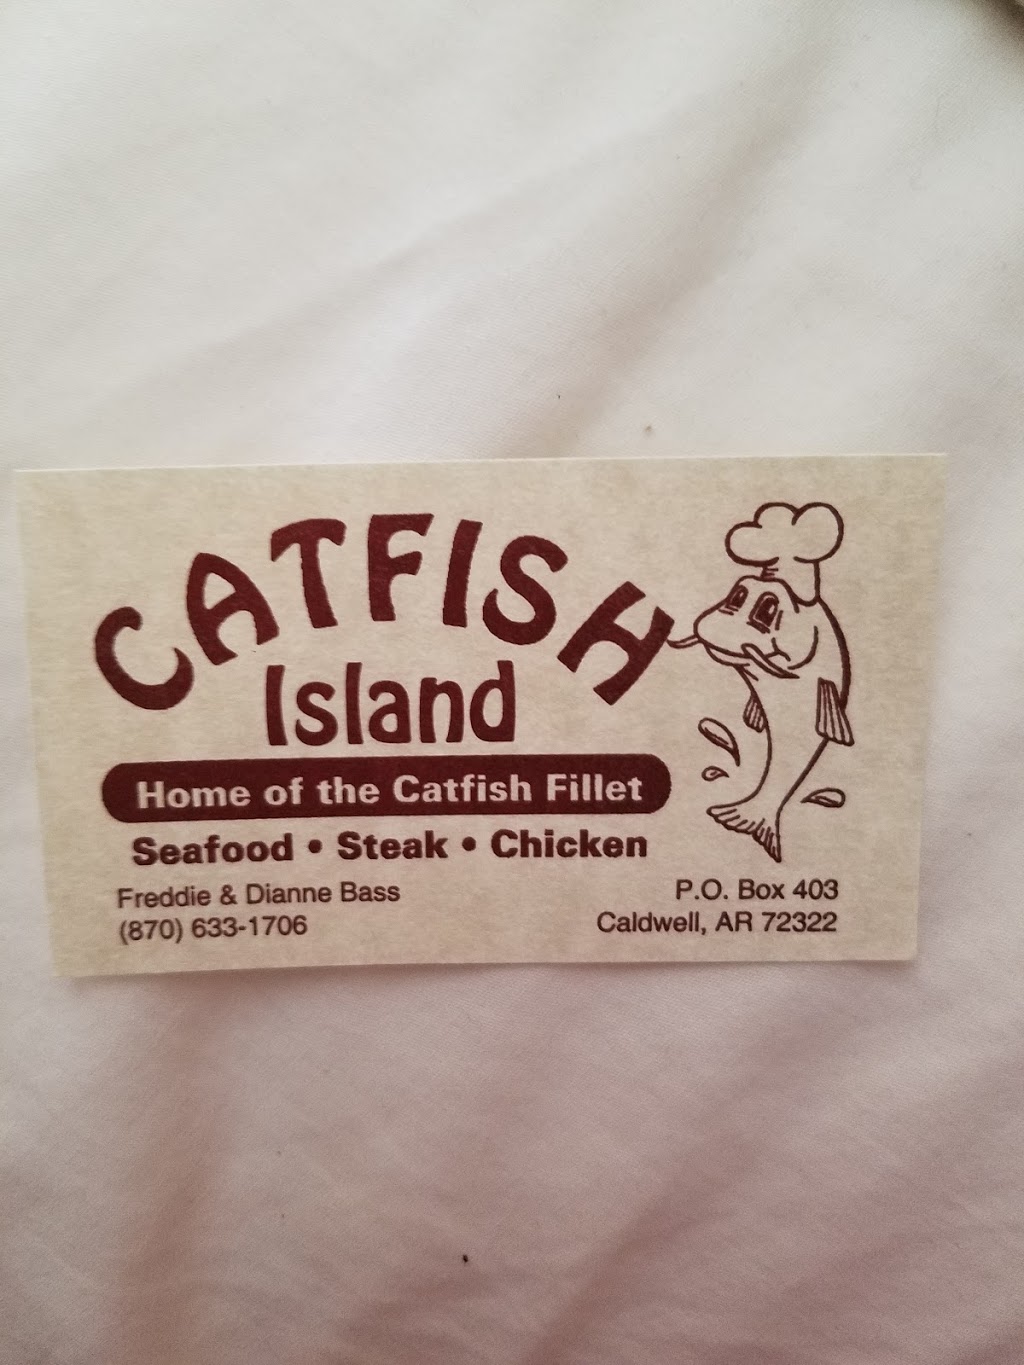 CATFISH
Island
Home of the Catfish Fillet
Seafood • Steak • Chicken
Freddie & Dianne Bass
(870) 633-1706
P.O. Box 403
Caldwell, AR 72322